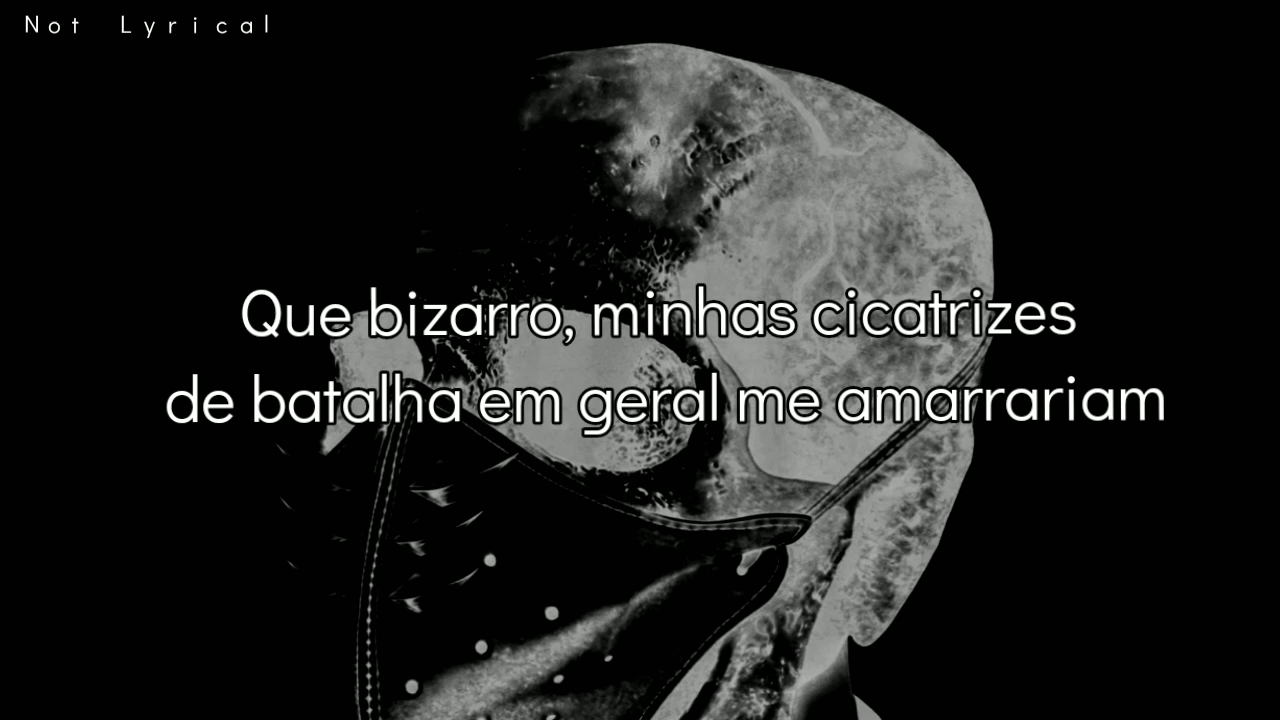 Not Lyrical
Que bizarro, minhas cicatrizes
de batalha em geral me amarrariam